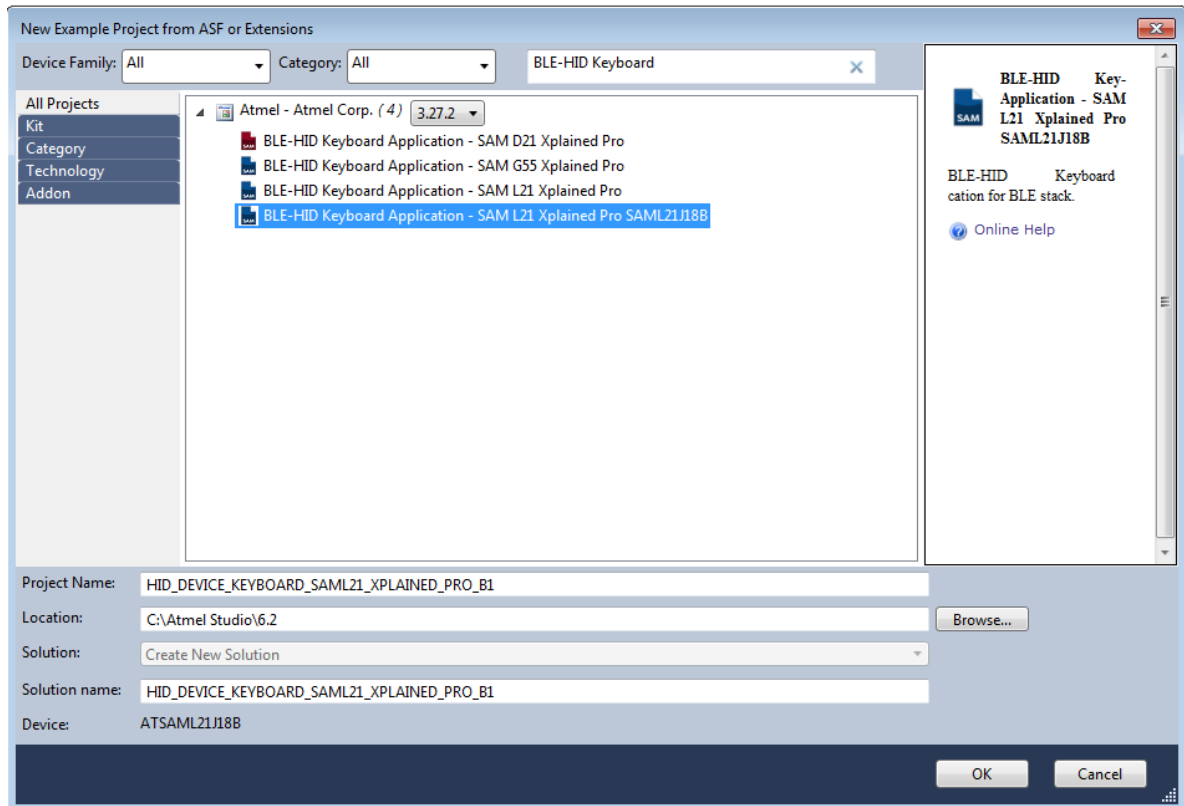 New Example Project from ASF or Extensions
Device Family: All Category: All BLE-HID Keyboard
All Projects
Kit
Category
Technology
Addon
Atmel - Atmel Corp. (4) 3.27.2
BLE-HID Keyboard Application - SAM D21 Xplained Pro
BLE-HID Keyboard Application - SAM G55 Xplained Pro
BLE-HID Keyboard Application - SAM L21 Xplained Pro
BLE-HID Keyboard Application - SAM L21 Xplained Pro SAML21J18B
SAM
BLE-HID Key-
Application - SAM
L21 Xplained Pro
SAML21J18B
BLE-HID Keyboard
cation for BLE stack.
Online Help
Project Name: HID_DEVICE_KEYBOARD_SAML21_XPLAINED_PRO_B1
Location: C:\Atmel Studio\6.2 Browse...
Solution: Create New Solution
Solution name: HID_DEVICE_KEYBOARD_SAML21_XPLAINED_PRO_B1
Device: ATSAML21J18B
OK Cancel